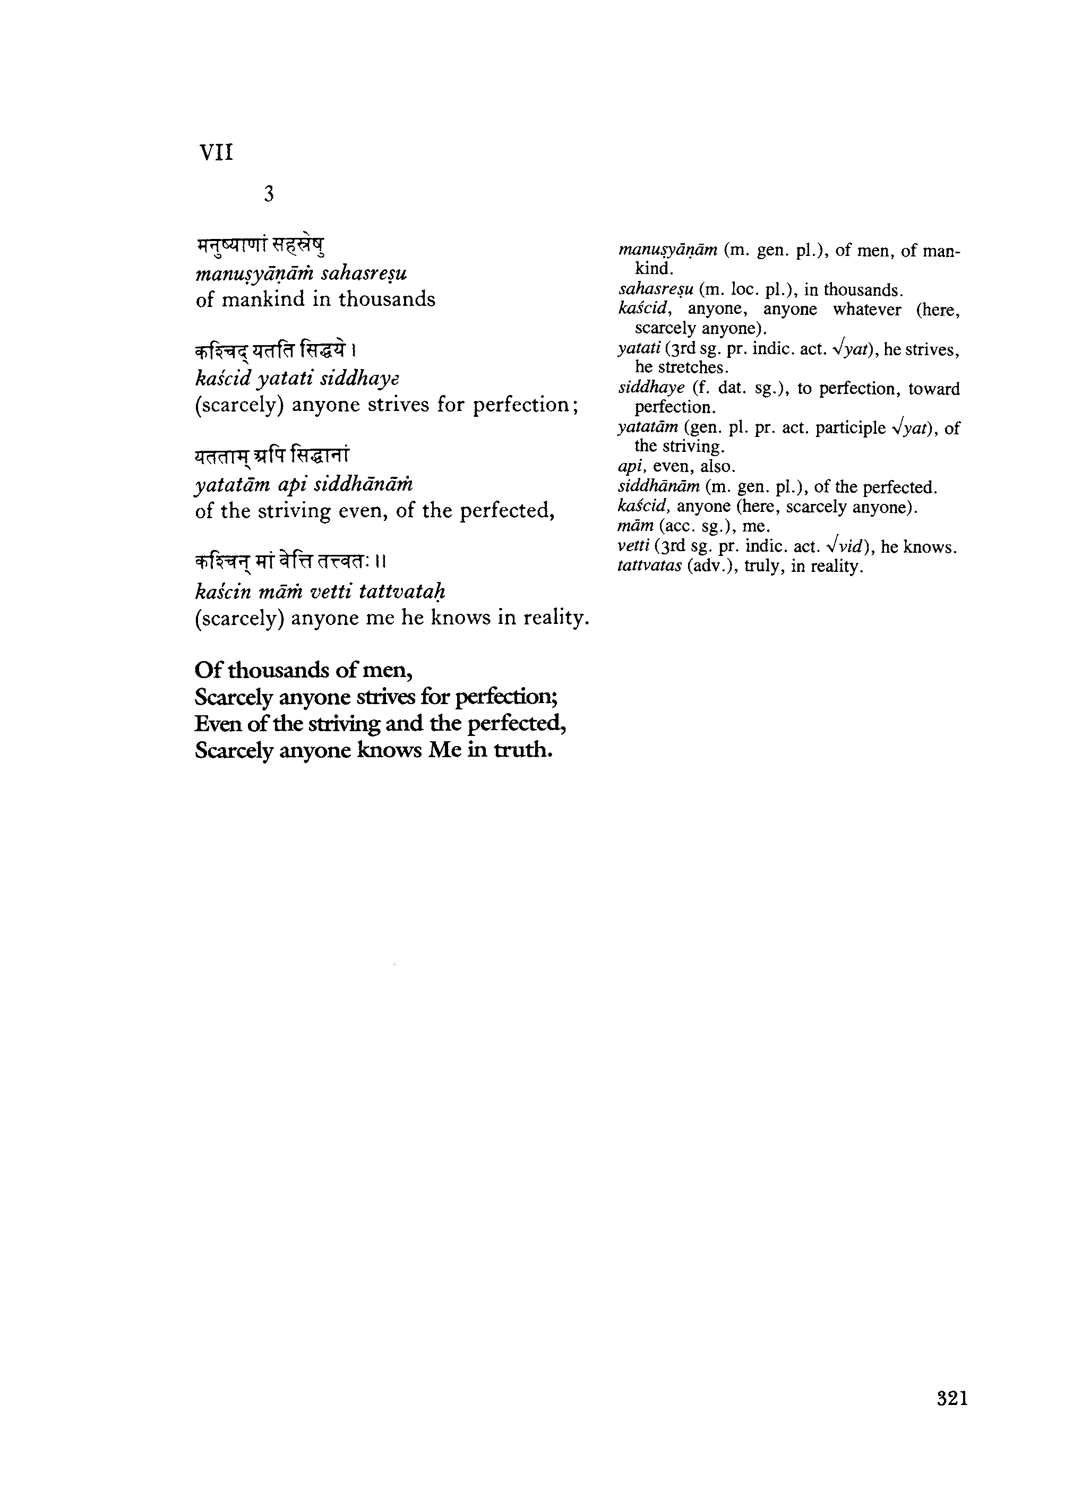 VII
3
मनुष्याणां सहस्रेषु
manuṣyāṇāṁ sahasreṣu
of mankind in thousands
कश्चिद् यतति सिद्धये ।
kaścid yatati siddhaye
(scarcely) anyone strives for perfection;
यतताम् अपि सिद्धानां
yatatām api siddhānāṁ
of the striving even, of the perfected,
कश्चिन् मां वेत्ति तत्त्वतः ॥
kaścin māṁ vetti tattvataḥ
(scarcely) anyone me he knows in reality.
Of thousands of men,
Scarcely anyone strives for perfection;
Even of the striving and the perfected,
Scarcely anyone knows Me in truth.
manuṣyāṇām (m. gen. pl.), of men, of man-
kind.
sahasreṣu (m. loc. pl.), in thousands.
kaścid, anyone, anyone whatever (here,
scarcely anyone).
yatati (3rd sg. pr. indic. act. √yat), he strives,
he stretches.
siddhaye (f. dat. sg.), to perfection, toward
perfection.
yatatām (gen. pl. pr. act. participle √yat), of
the striving.
api, even, also.
siddhānām (m. gen. pl.), of the perfected.
kaścid, anyone (here, scarcely anyone).
mām (acc. sg.), me.
vetti (3rd sg. pr. indic. act. √vid), he knows.
tattvatas (adv.), truly, in reality.
321